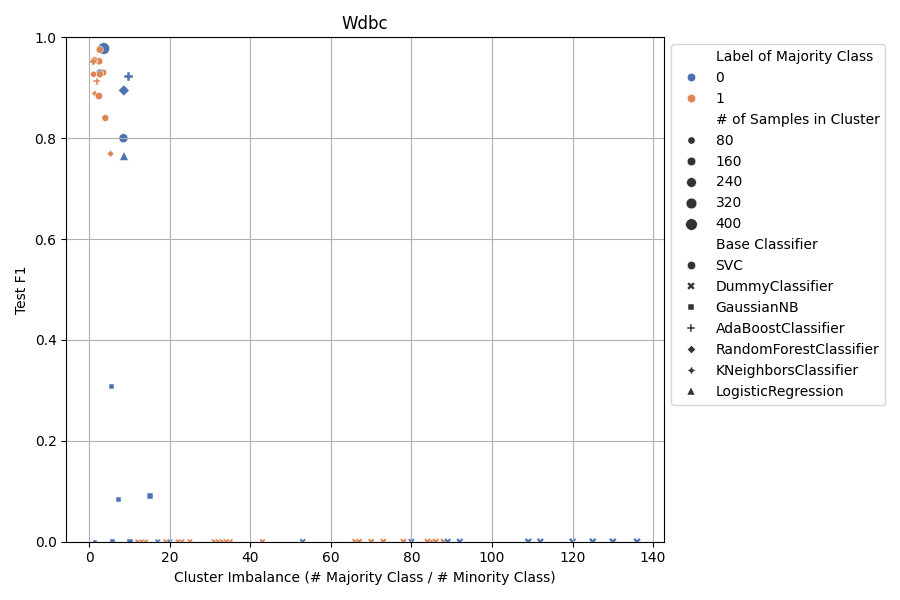 Wdbc
1.0
0.8
0.6
0.4
0.2
0.0
Test F1
0 20 40 60 80 100 120 140
Cluster Imbalance (# Majority Class / # Minority Class)
Label of Majority Class
0
1
# of Samples in Cluster
80
160
240
320
400
Base Classifier
SVC
DummyClassifier
GaussianNB
AdaBoostClassifier
RandomForestClassifier
KNeighborsClassifier
LogisticRegression